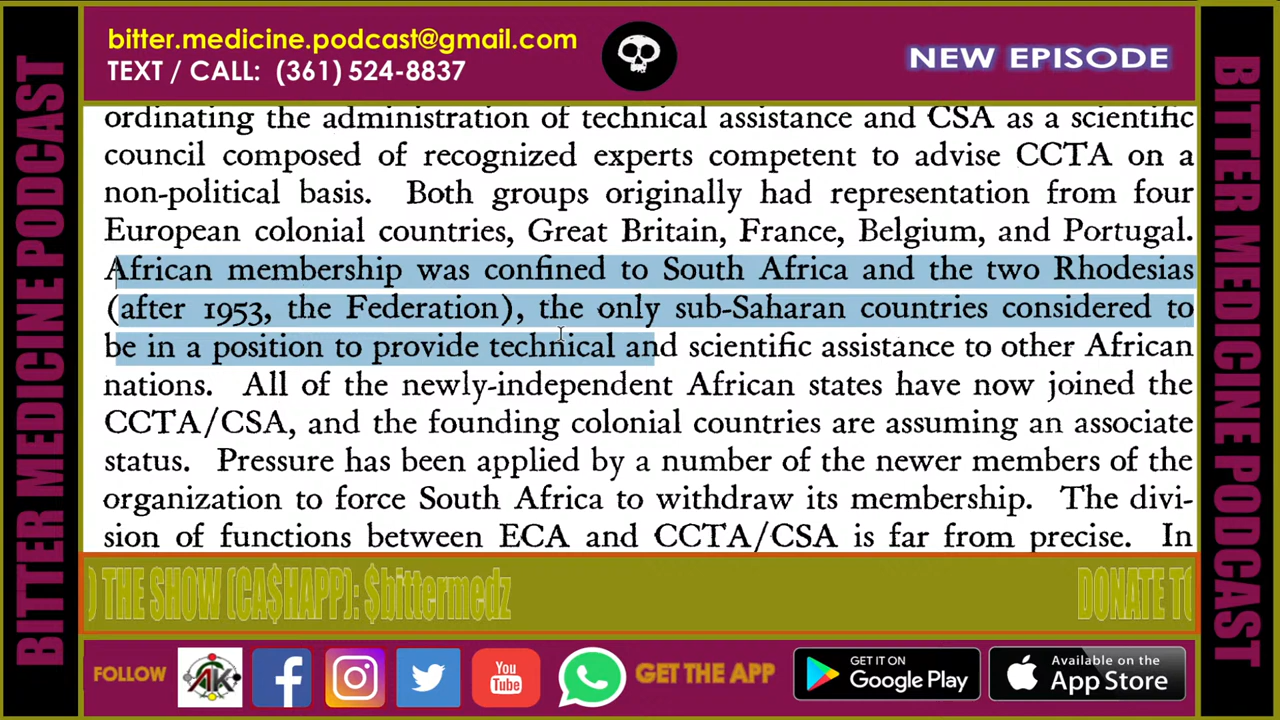 bitter.medicine.podcast@gmail.com
TEXT / CALL: (361) 524-8837
NEW EPISODE
BITTER MEDICINE PODCAST
ordinating the administration of technical assistance and CSA as a scientific
council composed of recognized experts competent to advise CCTA on a
non-political basis. Both groups originally had representation from four
European colonial countries, Great Britain, France, Belgium, and Portugal.
African membership was confined to South Africa and the two Rhodesias
(after 1953, the Federation), the only sub-Saharan countries considered to
be in a position to provide technical and scientific assistance to other African
nations. All of the newly-independent African states have now joined the
CCTA/CSA, and the founding colonial countries are assuming an associate
status. Pressure has been applied by a number of the newer members of the
organization to force South Africa to withdraw its membership. The divi-
sion of functions between ECA and CCTA/CSA is far from precise. In
BITTER MEDICINE PODCAST
THE SHOW (CA$HAPP): $bittermedz
DONATE
FOLLOW
You
Tube
GET THE APP
GET IT ON
Google Play
Available on the
App Store